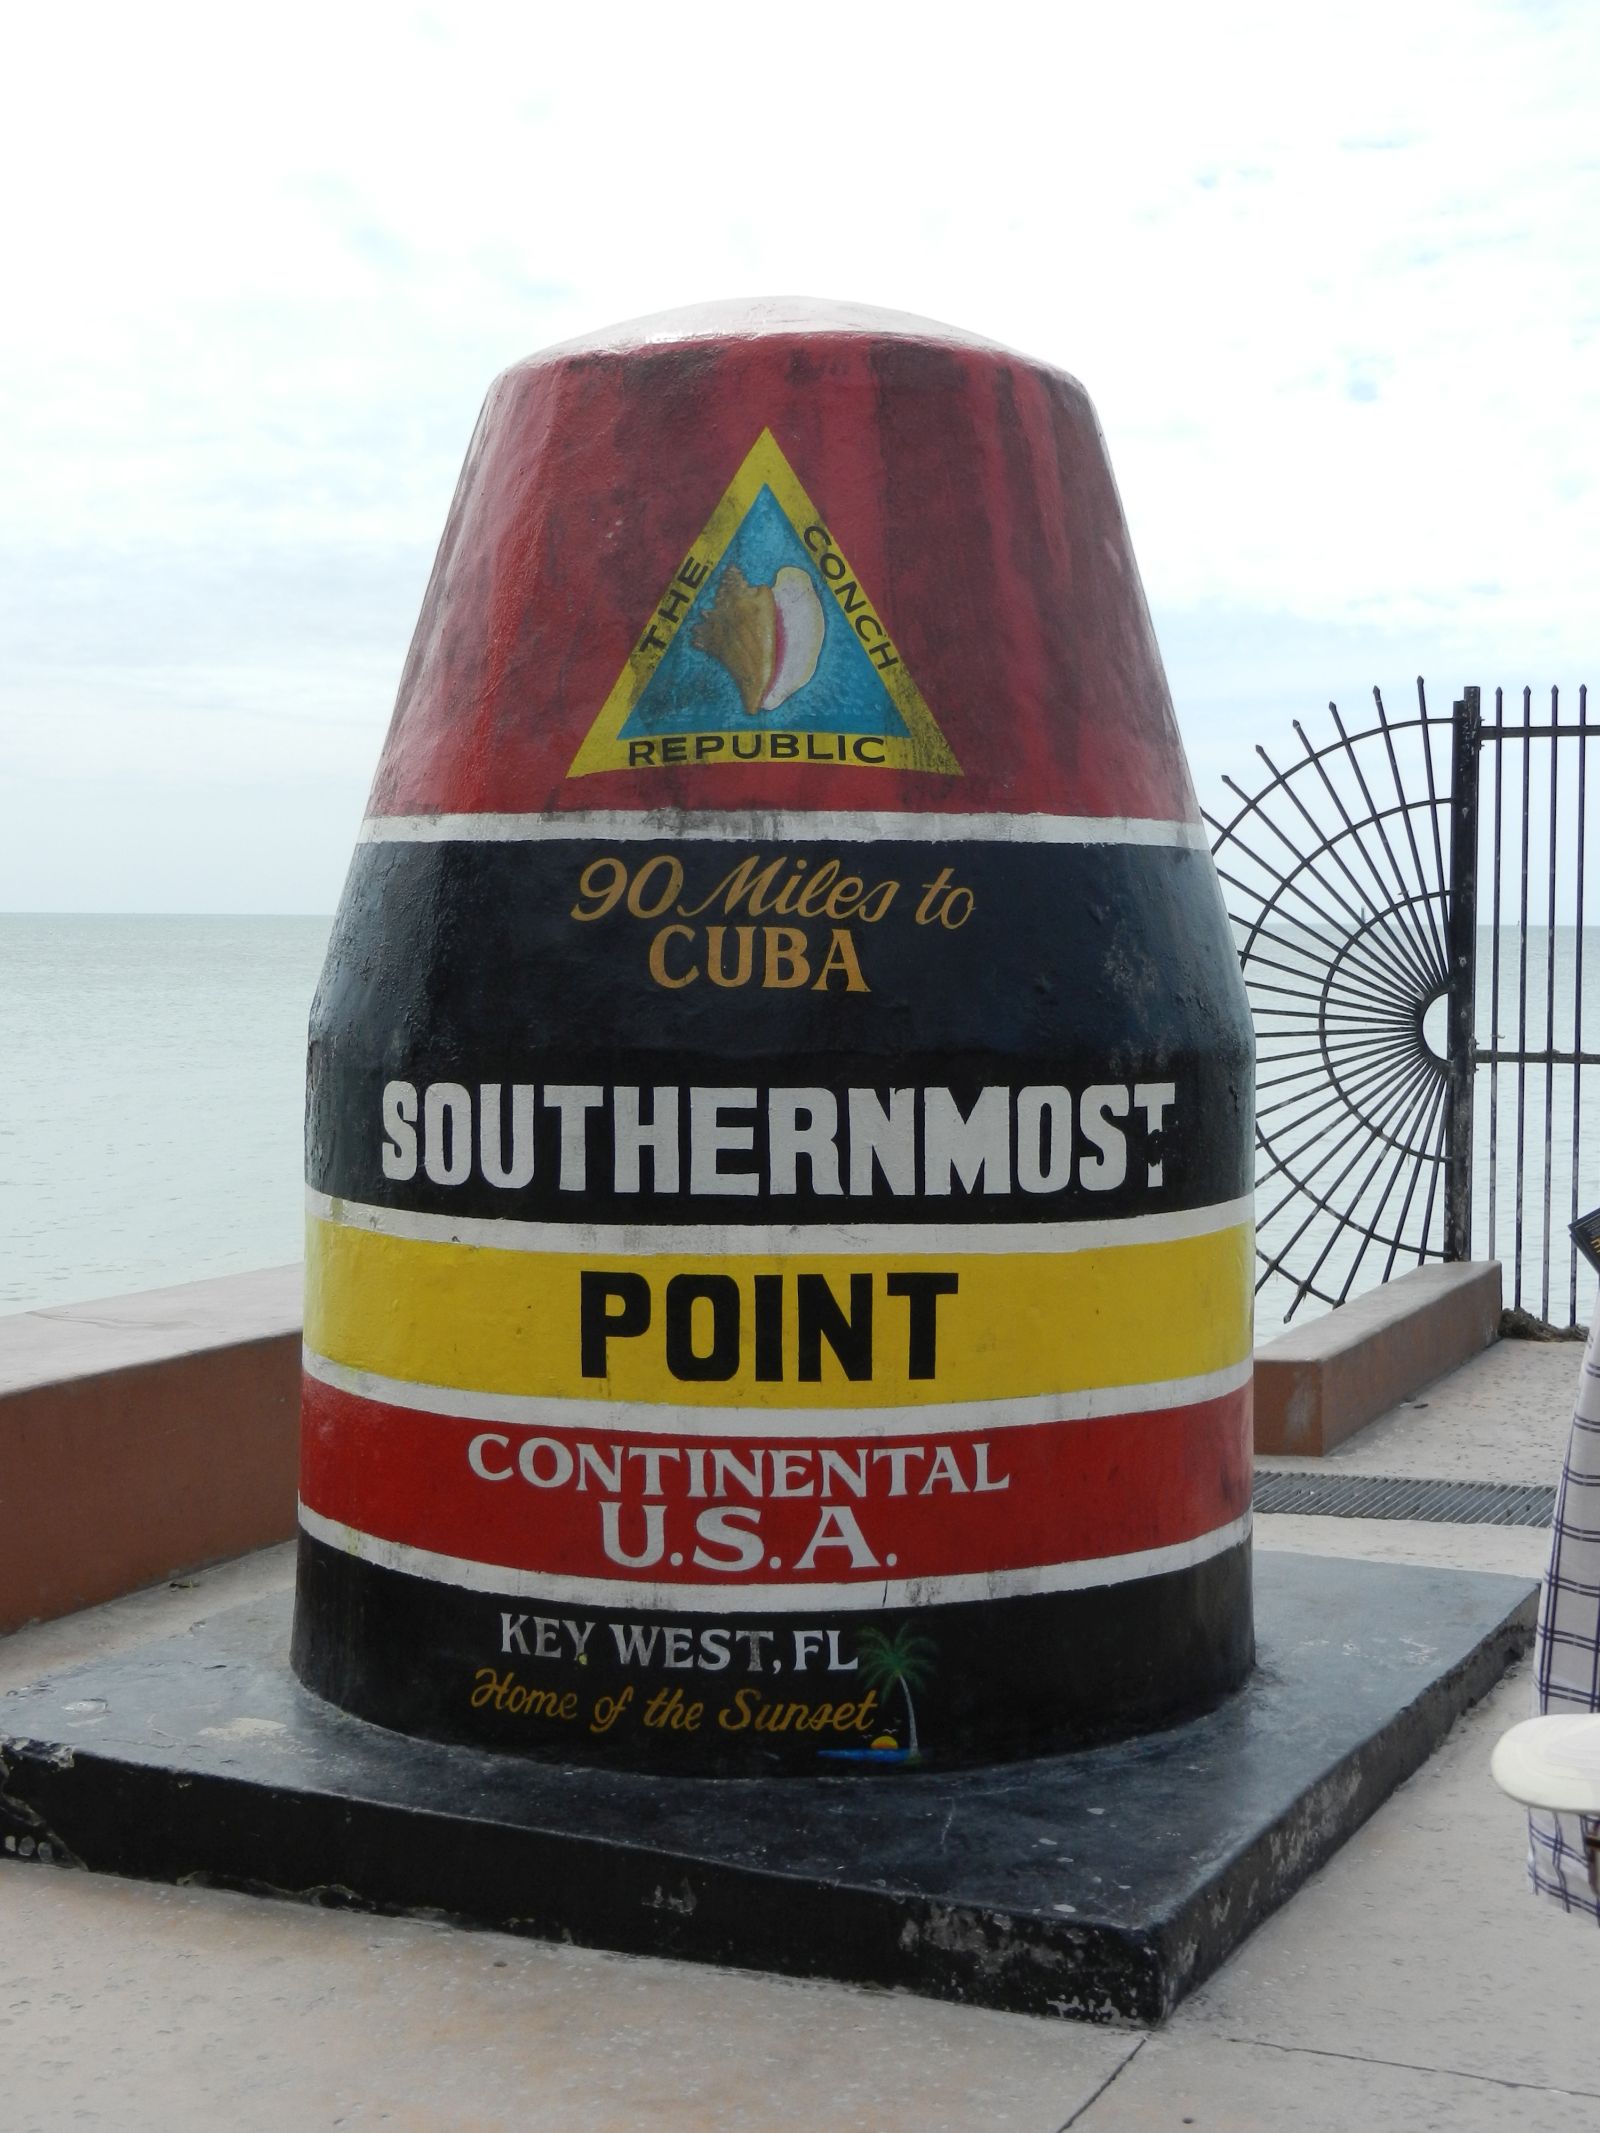 THE CONCH
REPUBLIC
90 Miles to
CUBA
SOUTHERNMOST
POINT
CONTINENTAL
U.S.A.
KEY WEST, FL
Home of the Sunset